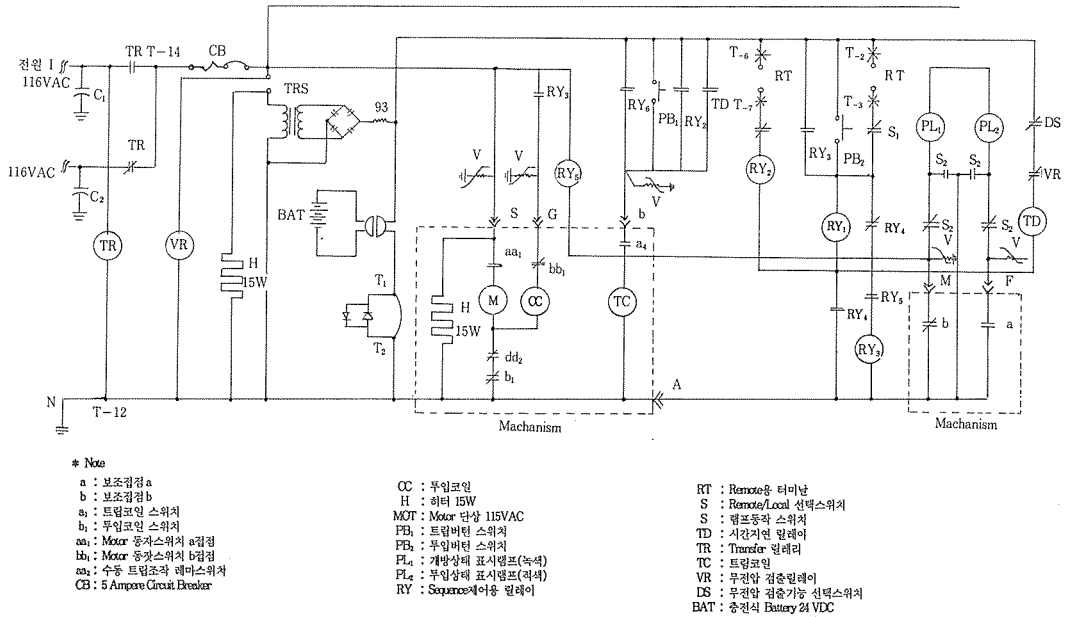 전원 I
116VAC
C₁
TR T-14
CB
TRS
93
116VAC
C₂
TR
TR
VR
H
15W
BAT
T₁
T₂
N
T-12
V
V
RY₃
RY₅
S
G
aa₁
bb₁
M
CC
H
15W
dd₂
b₁
Machanism
RY₆
PB₁
RY₂
TD
V
b
a₄
TC
A
T-₆
RT
T-₇
RY₂
RY₃
PB₂
T-₂
RT
T-₃
S₁
RY₁
RY₄
RY₄
RY₅
RY₃
PL₁
PL₂
S₂
S₂
S₂
S₂
V
V
DS
VR
TD
M
F
b
a
Machanism
* Note
a : 보조접점a
b : 보조접점b
a₁ : 트립코일 스위치
b₁ : 투입코일 스위치
aa₁ : Motor 동작스위치 a접점
bb₁ : Motor 동작스위치 b접점
aa₂ : 수동 트립조작 레마스위차
CB : 5 Ampere Circuit Breaker
CC : 투입코일
H : 히터 15W
MOT : Motor 단상 115VAC
PB₁ : 트립버턴 스위치
PB₂ : 투입버턴 스위치
PL₁ : 개방상태 표시램프(녹색)
PL₂ : 투입상태 표시램프(적색)
RY : Sequence제어용 릴레이
RT : Remote용 터미날
S : Remote/Local 선택스위치
S : 램프동작 스위치
TD : 시간지연 릴레이
TR : Transfer 릴레리
TC : 트림코일
VR : 무전압 검출릴레이
DS : 무전압 검출기능 선택스위치
BAT : 충전식 Battery 24 VDC